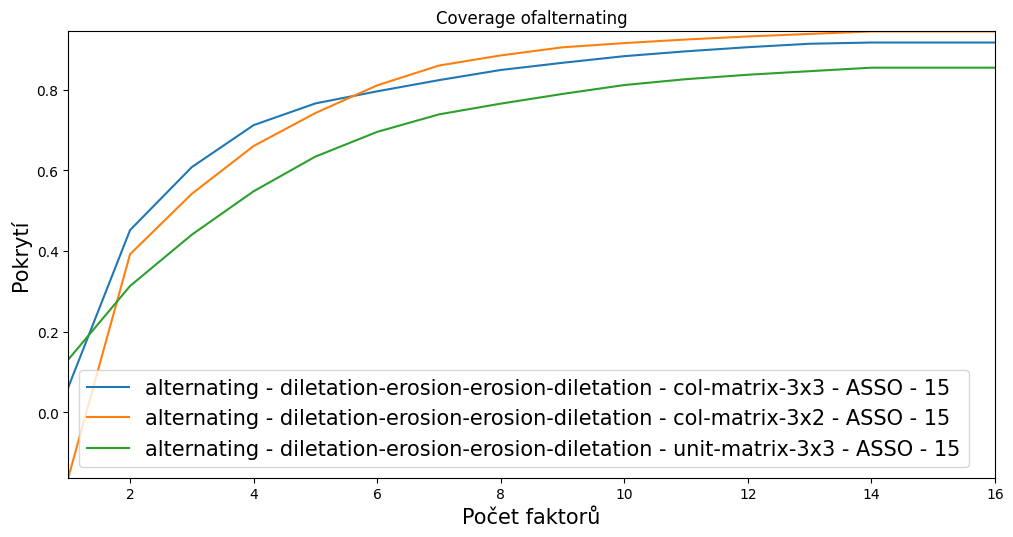 Coverage ofalternating
Pokrytí
0.8
0.6
0.4
0.2
0.0
alternating - diletation-erosion-erosion-diletation - col-matrix-3x3 - ASSO - 15
alternating - diletation-erosion-erosion-diletation - col-matrix-3x2 - ASSO - 15
alternating - diletation-erosion-erosion-diletation - unit-matrix-3x3 - ASSO - 15
2 4 6 8 10 12 14 16
Počet faktorů